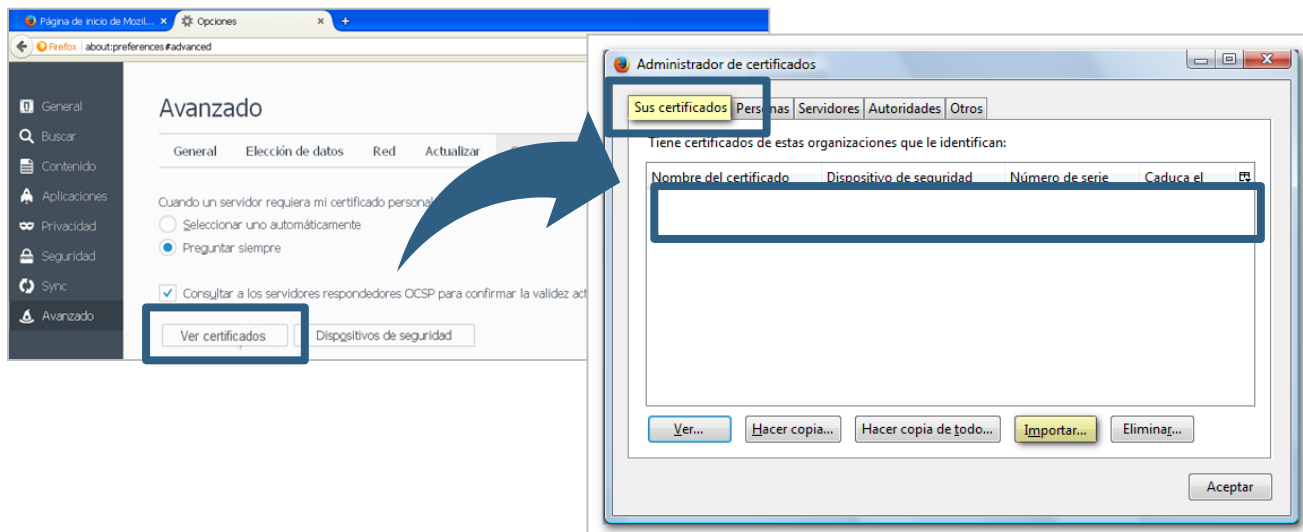 Página de inicio de Mozil...
Opciones
Firefox about:preferences#advanced
General
Buscar
Contenido
Aplicaciones
Privacidad
Seguridad
Sync
Avanzado
Avanzado
General Elección de datos Red Actualizar
Cuando un servidor requiera mi certificado personal
Seleccionar uno automáticamente
Preguntar siempre
Consultar a los servidores respondedores OCSP para confirmar la validez act
Ver certificados Dispositivos de seguridad
Administrador de certificados
Sus certificados Personas Servidores Autoridades Otros
Tiene certificados de estas organizaciones que le identifican:
Nombre del certificado Dispositivo de seguridad Número de serie Caduca el
Ver... Hacer copia... Hacer copia de todo... Importar... Eliminar...
Aceptar